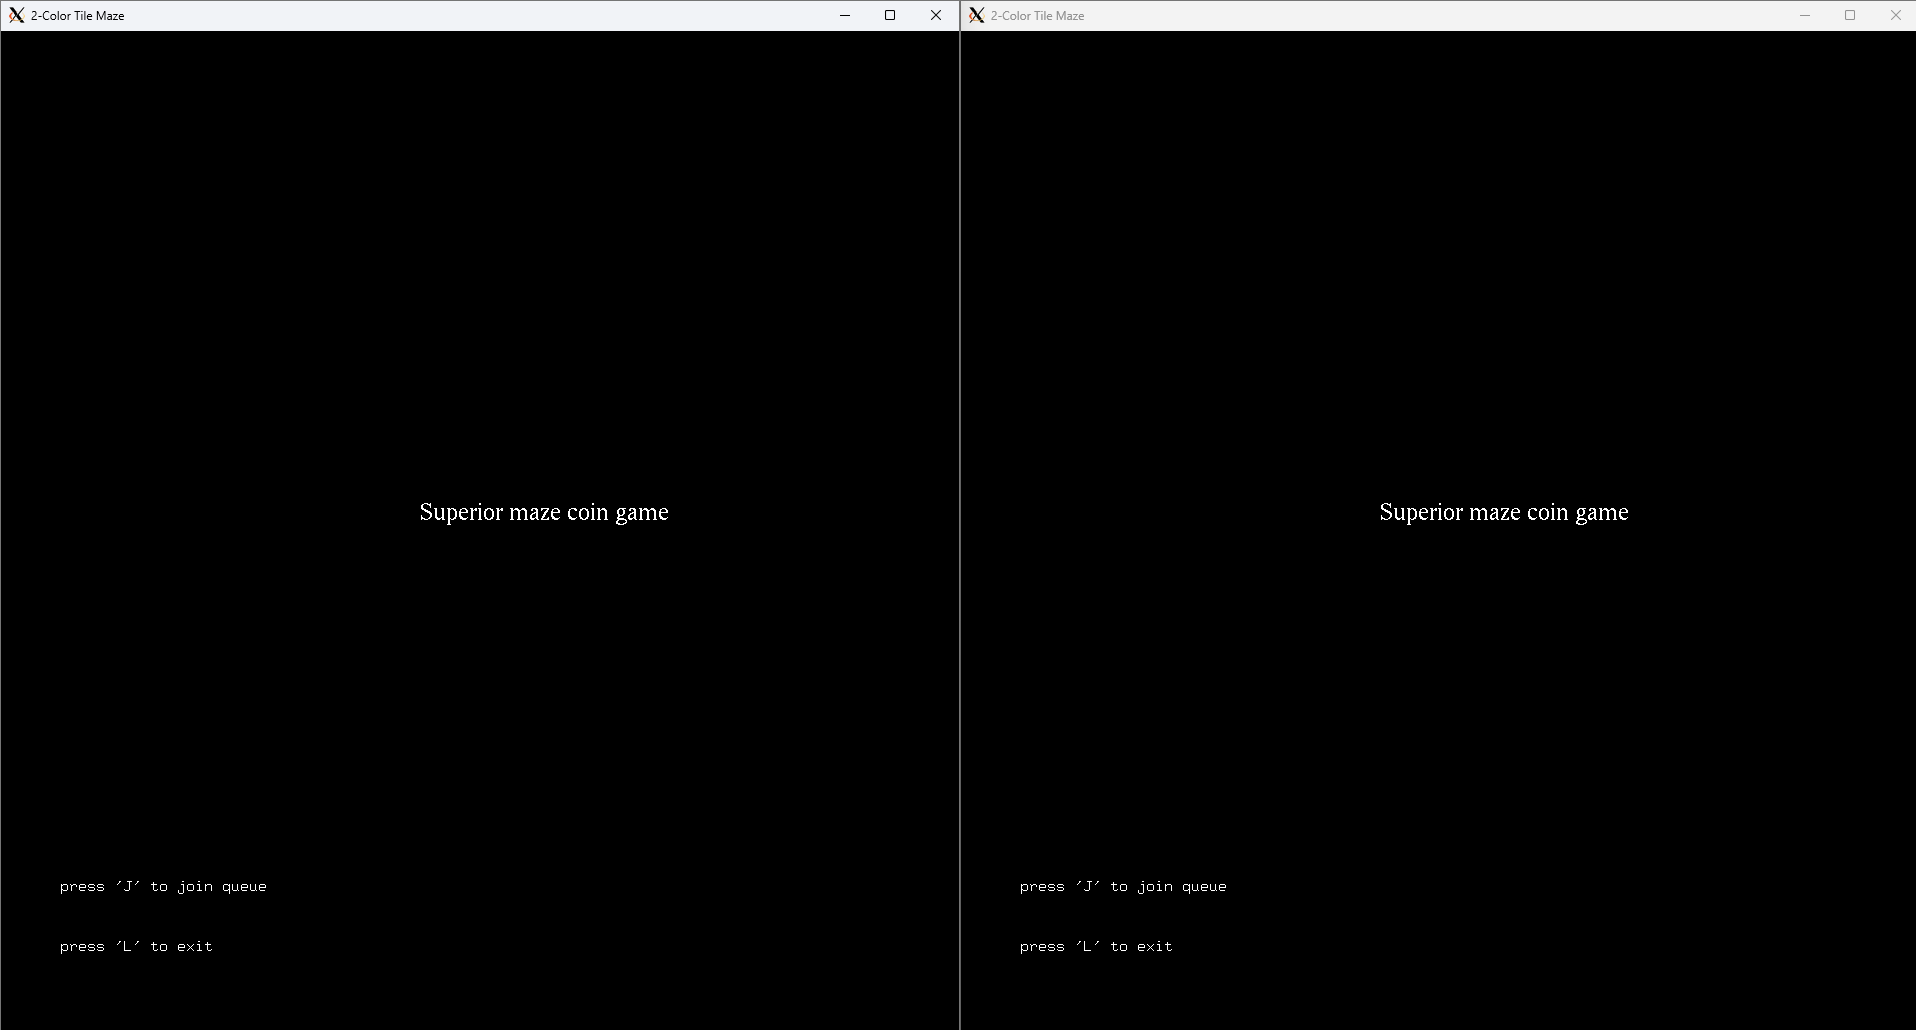 2-Color Tile Maze
Superior maze coin game
press 'J' to join queue
press 'L' to exit
2-Color Tile Maze
Superior maze coin game
press 'J' to join queue
press 'L' to exit